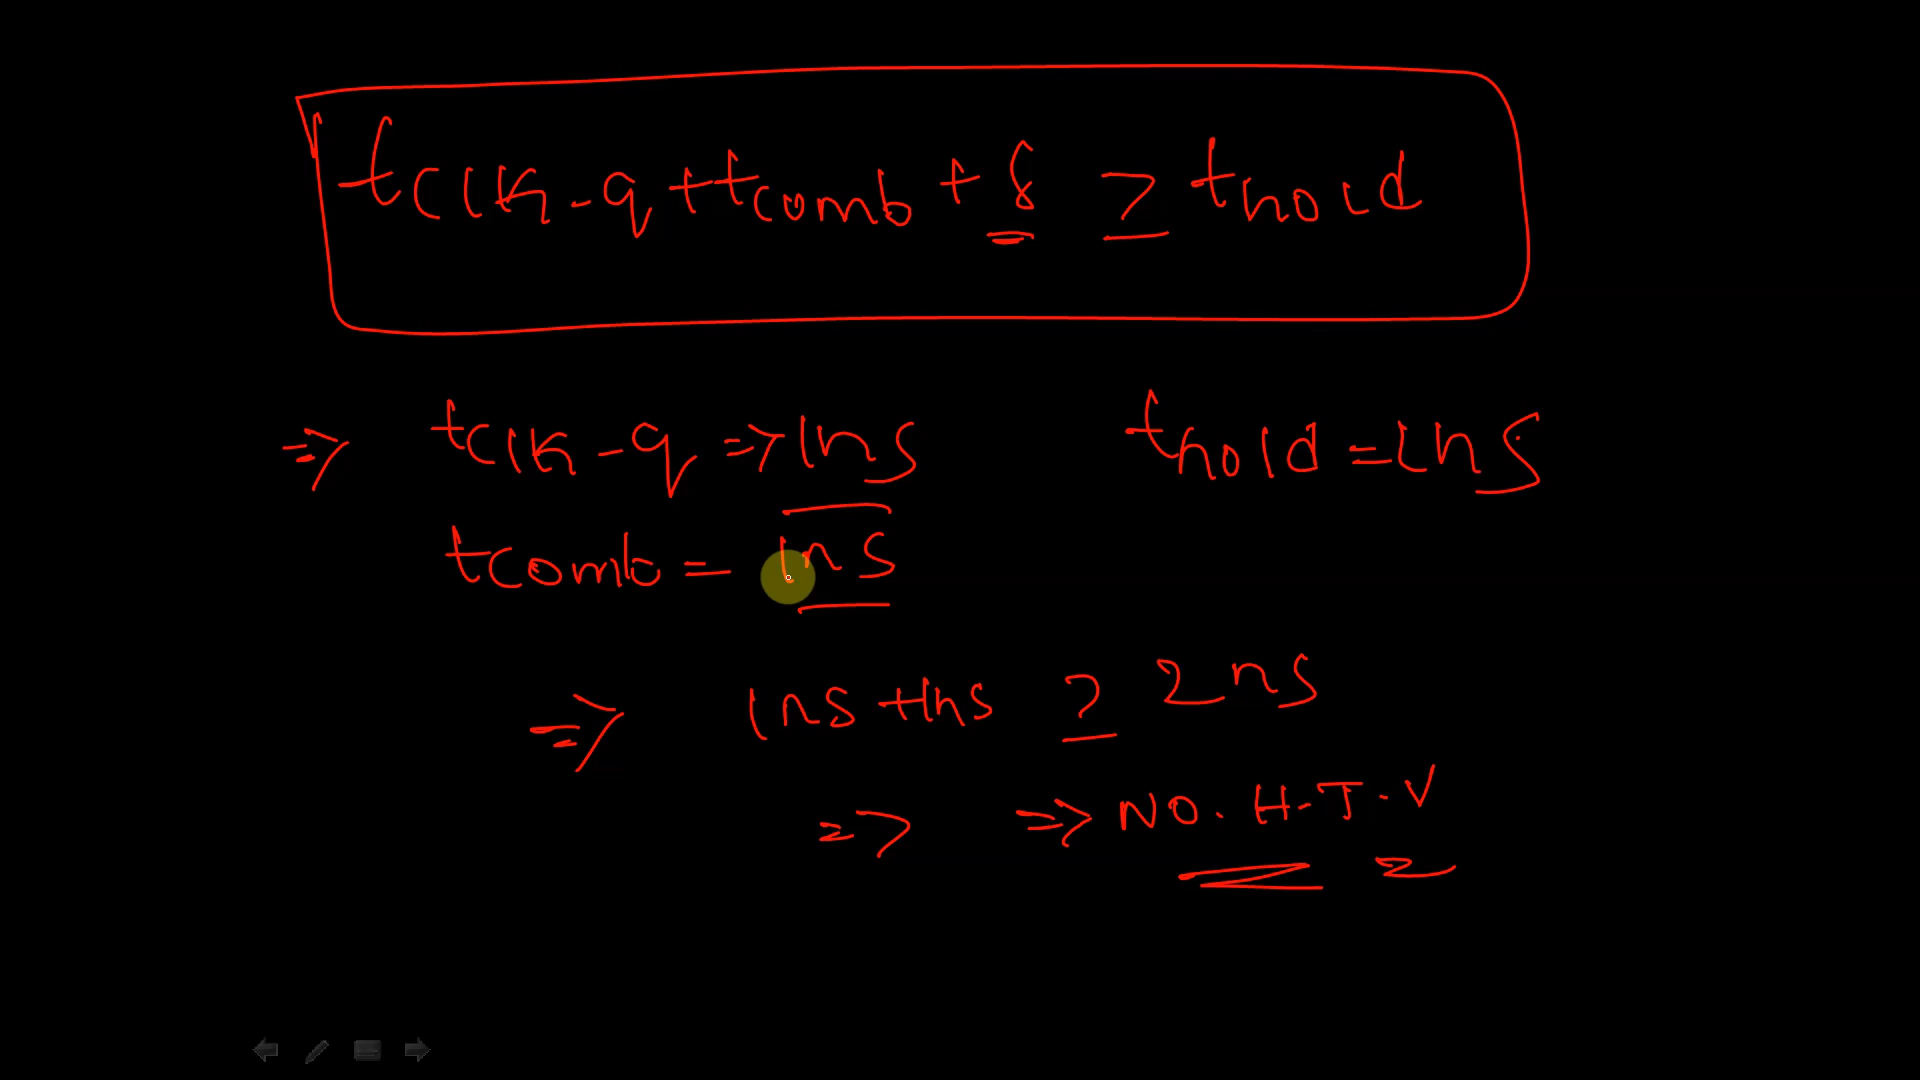 tclk-q + tcomb + δ ≥ thold
⇒ tclk-q ⇒ 1ns thold = 1ns
tcomb = 1ns
⇒ 1ns + 1ns ≥ 2ns
⇒ ⇒ NO. H.T.V